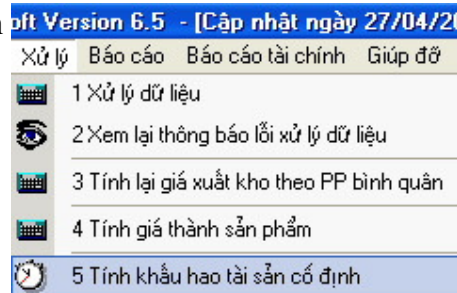 oft Version 6.5 - [Cập nhật ngày 27/04/20
Xử lý Báo cáo Báo cáo tài chính Giúp đỡ
1 Xử lý dữ liệu
2 Xem lại thông báo lỗi xử lý dữ liệu
3 Tính lại giá xuất kho theo PP bình quân
4 Tính giá thành sản phẩm
5 Tính khấu hao tài sản cố định